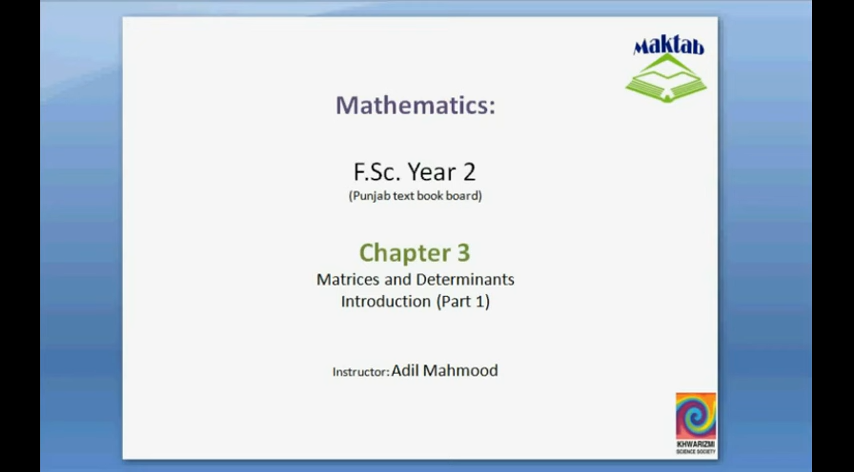 Maktab
Mathematics:
F.Sc. Year 2
(Punjab text book board)
Chapter 3
Matrices and Determinants
Introduction (Part 1)
Instructor: Adil Mahmood
KHWARIZMI
SCIENCE SOCIETY